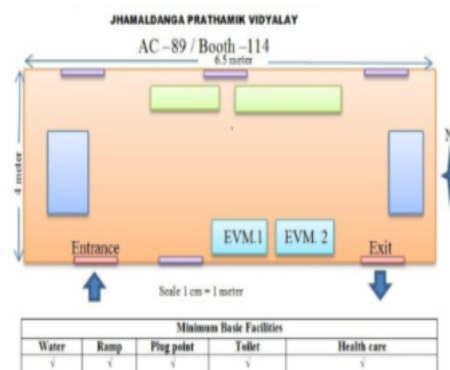 JHAMALDANGA PRATHAMIK VIDYALAY
AC –89 / Booth –114
6.5 meter
4 meter
N
EVM.1 EVM. 2
Entrance Exit
Scale 1 cm = 1 meter
Minimum Basic Facilities
Water Ramp Plug point Toilet Health care
√ √ √ √ √